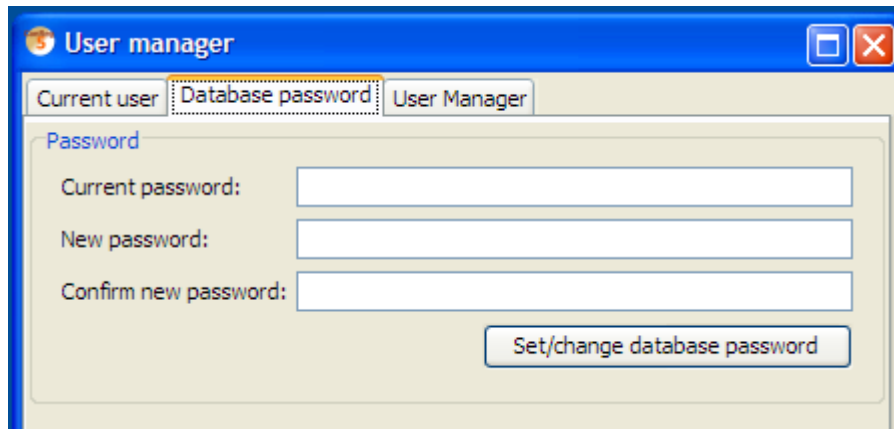 User manager
Current user Database password User Manager
Password
Current password:
New password:
Confirm new password:
Set/change database password